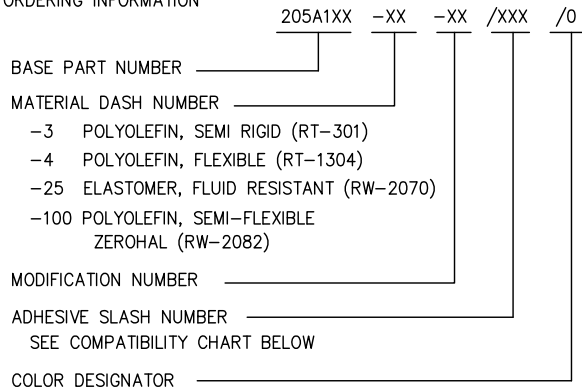 ORDERING INFORMATION
205A1XX -XX -XX /XXX /0
BASE PART NUMBER
MATERIAL DASH NUMBER
-3 POLYOLEFIN, SEMI RIGID (RT-301)
-4 POLYOLEFIN, FLEXIBLE (RT-1304)
-25 ELASTOMER, FLUID RESISTANT (RW-2070)
-100 POLYOLEFIN, SEMI-FLEXIBLE
ZEROHAL (RW-2082)
MODIFICATION NUMBER
ADHESIVE SLASH NUMBER
SEE COMPATIBILITY CHART BELOW
COLOR DESIGNATOR